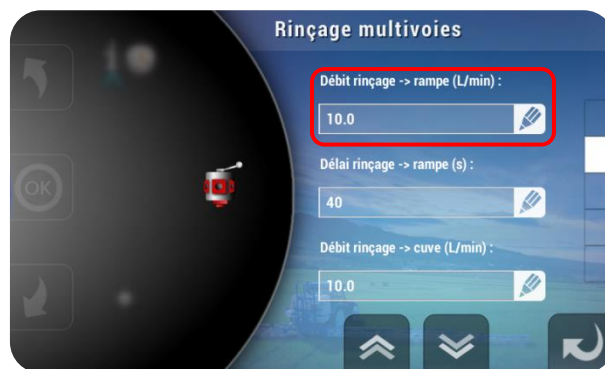 Rinçage multivoies
Débit rinçage -> rampe (L/min) :
10.0
Délai rinçage -> rampe (s) :
40
Débit rinçage -> cuve (L/min) :
10.0
OK